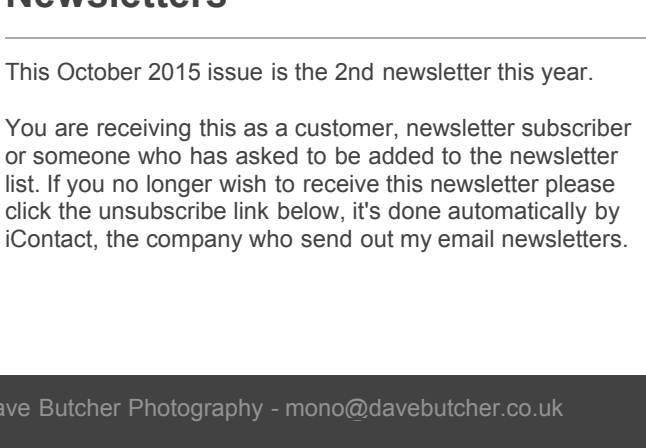 Newsletters
This October 2015 issue is the 2nd newsletter this year.
You are receiving this as a customer, newsletter subscriber
or someone who has asked to be added to the newsletter
list. If you no longer wish to receive this newsletter please
click the unsubscribe link below, it's done automatically by
iContact, the company who send out my email newsletters.
ave Butcher Photography - mono@davebutcher.co.uk